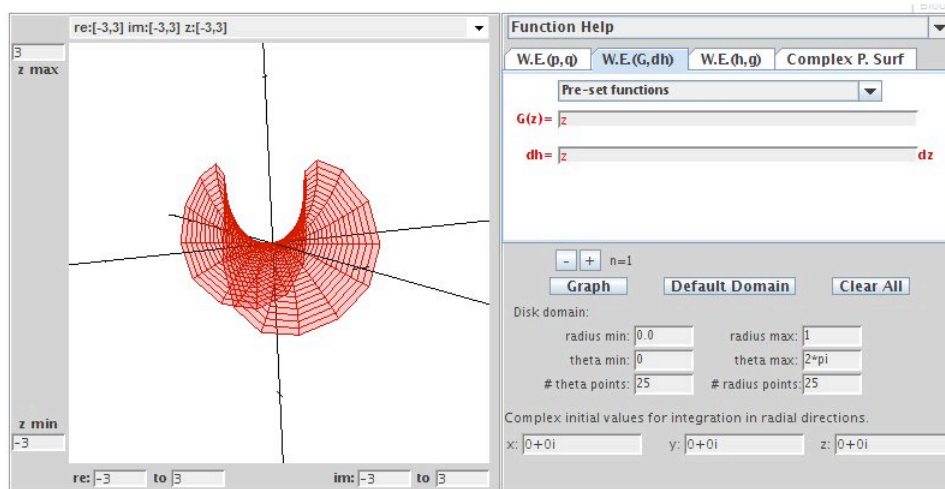 re:[-3,3] im:[-3,3] z:[-3,3]
3
z max
z min
-3
re: -3 to 3 im: -3 to 3
Function Help
W.E.(p,q) W.E.(G,dh) W.E.(h,g) Complex P. Surf
Pre-set functions
G(z)= z
dh= z dz
- + n=1
Graph Default Domain Clear All
Disk domain:
radius min: 0.0 radius max: 1
theta min: 0 theta max: 2*pi
# theta points: 25 # radius points: 25
Complex initial values for integration in radial directions.
x: 0+0i y: 0+0i z: 0+0i